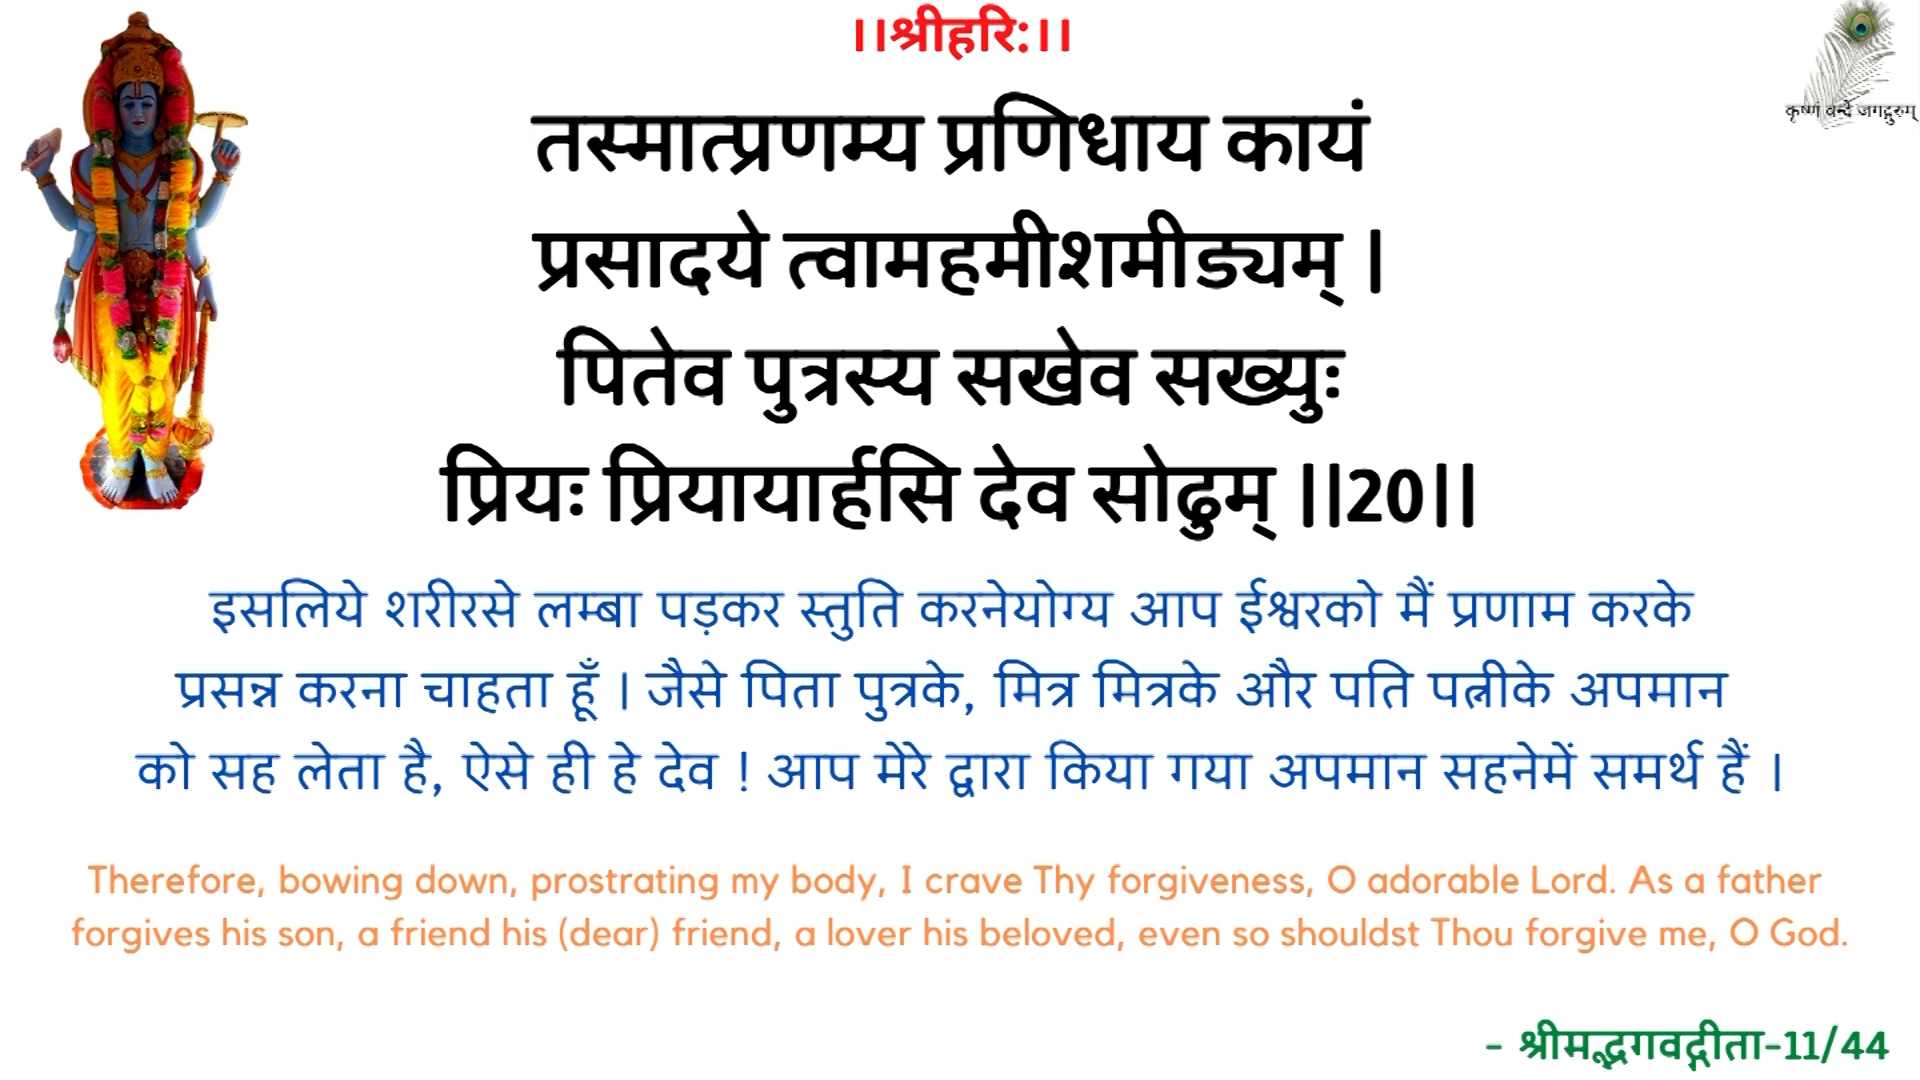 ।।श्रीहरि:।।
कृष्णं वन्दे जगद्गुरुम्
तस्मात्प्रणम्य प्रणिधाय कायं
प्रसादये त्वामहमीशमीड्यम् |
पितेव पुत्रस्य सखेव सख्युः
प्रियः प्रियायार्हसि देव सोढुम् ||20||
इसलिये शरीरसे लम्बा पड़कर स्तुति करनेयोग्य आप ईश्वरको मैं प्रणाम करके
प्रसन्न करना चाहता हूँ । जैसे पिता पुत्रके, मित्र मित्रके और पति पत्नीके अपमान
को सह लेता है, ऐसे ही हे देव ! आप मेरे द्वारा किया गया अपमान सहनेमें समर्थ हैं ।
Therefore, bowing down, prostrating my body, I crave Thy forgiveness, O adorable Lord. As a father
forgives his son, a friend his (dear) friend, a lover his beloved, even so shouldst Thou forgive me, O God.
- श्रीमद्भगवद्गीता-11/44